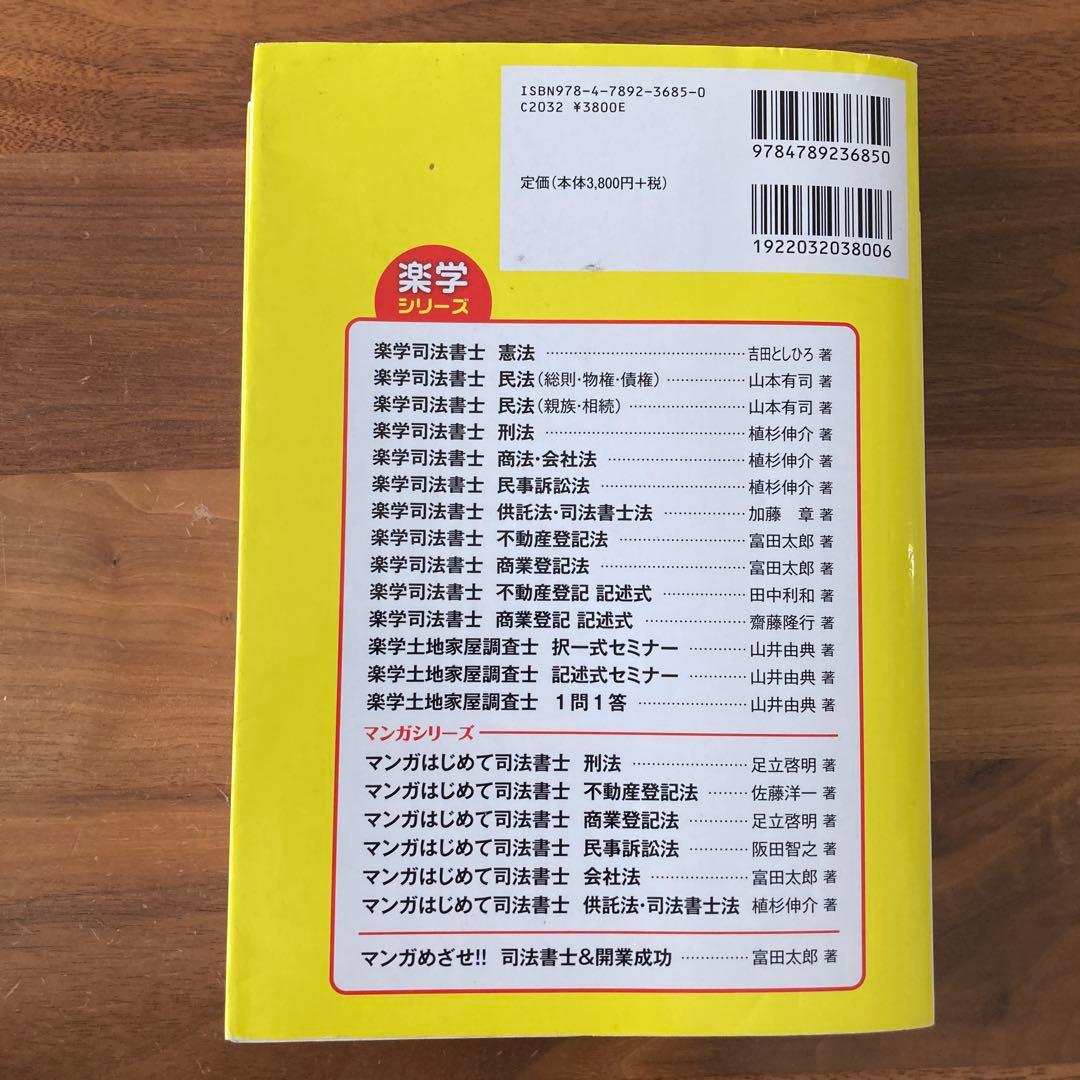 ISBN978-4-7892-3685-0
C2032 ¥3800E
9784789236850
定価(本体3,800円+税)
1922032038006
楽学
シリーズ
楽学司法書士 憲法 ………… 吉田としひろ 著
楽学司法書士 民法(総則・物権・債権) ………… 山本有司 著
楽学司法書士 民法(親族・相続) ………… 山本有司 著
楽学司法書士 刑法 ………… 植杉伸介 著
楽学司法書士 商法・会社法 ………… 植杉伸介 著
楽学司法書士 民事訴訟法 ………… 植杉伸介 著
楽学司法書士 供託法・司法書士法 ………… 加藤 章 著
楽学司法書士 不動産登記法 ………… 富田太郎 著
楽学司法書士 商業登記法 ………… 富田太郎 著
楽学司法書士 不動産登記 記述式 ………… 田中利和 著
楽学司法書士 商業登記 記述式 ………… 齋藤隆行 著
楽学土地家屋調査士 択一式セミナー ………… 山井由典 著
楽学土地家屋調査士 記述式セミナー ………… 山井由典 著
楽学土地家屋調査士 1問1答 ………… 山井由典 著
マンガシリーズ
マンガはじめて司法書士 刑法 ………… 足立啓明 著
マンガはじめて司法書士 不動産登記法 ……… 佐藤洋一 著
マンガはじめて司法書士 商業登記法 ………… 足立啓明 著
マンガはじめて司法書士 民事訴訟法 ………… 阪田智之 著
マンガはじめて司法書士 会社法 ………… 富田太郎 著
マンガはじめて司法書士 供託法・司法書士法 植杉伸介 著
マンガめざせ!! 司法書士&開業成功 ………… 富田太郎 著